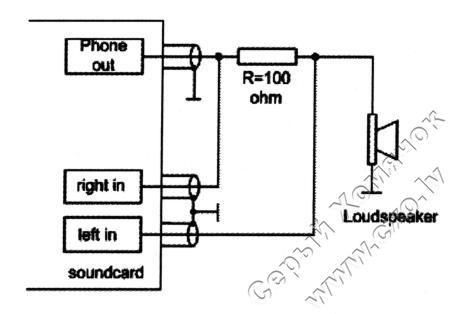 Phone
out
R=100
ohm
right in
left in
soundcard
Loudspeaker
Серый Хомячок
www.cxo.lv